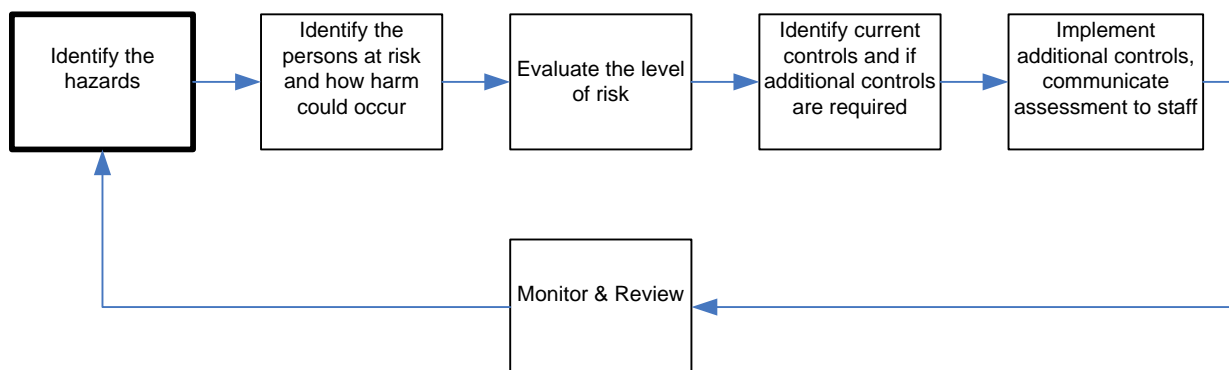 Identify the
hazards
Identify the
persons at risk
and how harm
could occur
Evaluate the level
of risk
Identify current
controls and if
additional controls
are required
Implement
additional controls,
communicate
assessment to staff
Monitor & Review